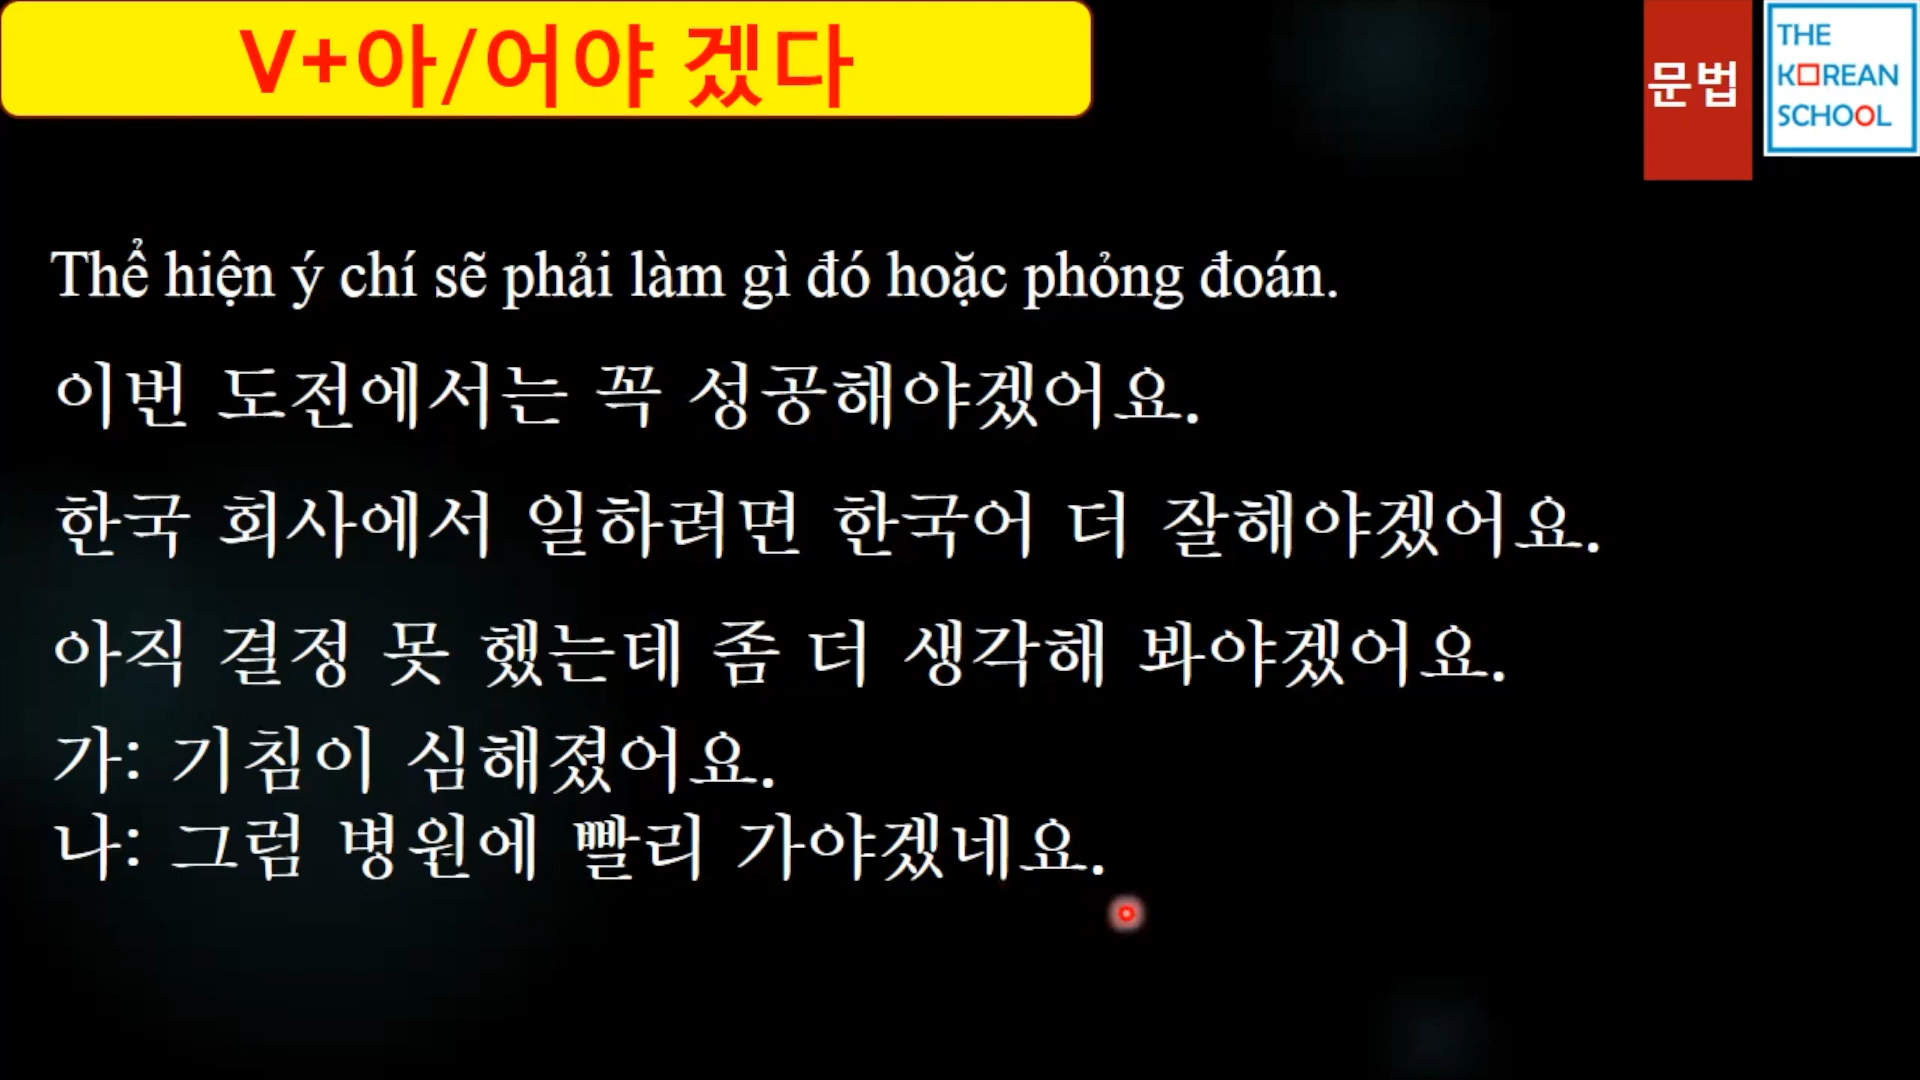 V+아/어야 겠다
문법
THE
KOREAN
SCHOOL
Thể hiện ý chí sẽ phải làm gì đó hoặc phỏng đoán.
이번 도전에서는 꼭 성공해야겠어요.
한국 회사에서 일하려면 한국어 더 잘해야겠어요.
아직 결정 못 했는데 좀 더 생각해 봐야겠어요.
가: 기침이 심해졌어요.
나: 그럼 병원에 빨리 가야겠네요.